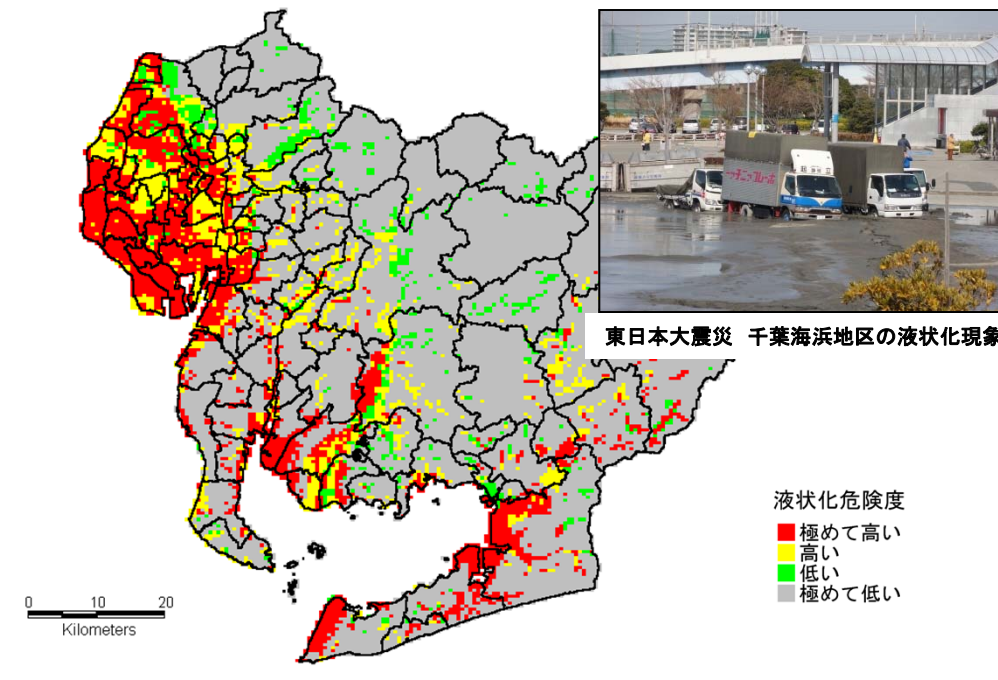 東日本大震災 千葉海浜地区の液状化現象
液状化危険度
極めて高い
高い
低い
極めて低い
0 10 20
Kilometers